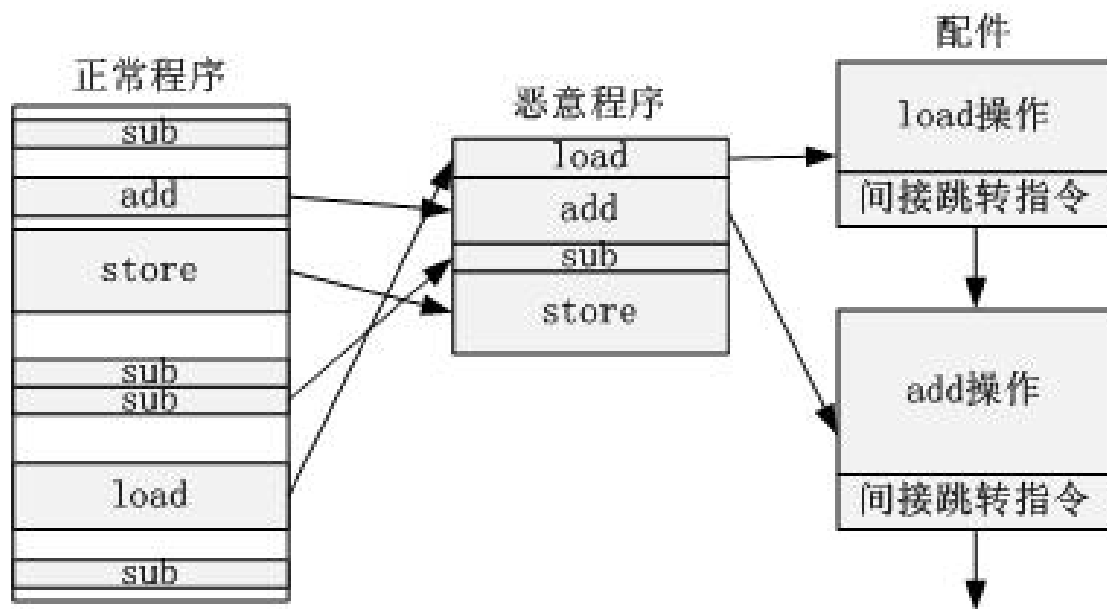 正常程序
sub
add
store
sub
sub
load
sub
恶意程序
load
add
sub
store
配件
load操作
间接跳转指令
add操作
间接跳转指令